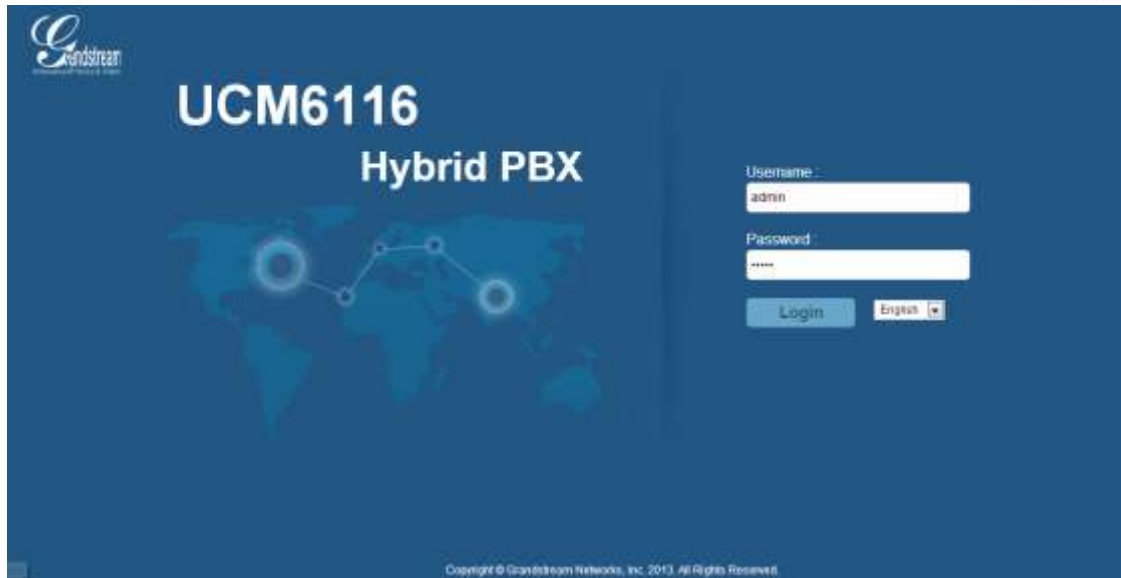 Grandstream
UCM6116
Hybrid PBX
Username :
admin
Password :
•••••
Login
English
Copyright © Grandstream Networks, Inc. 2013. All Rights Reserved.